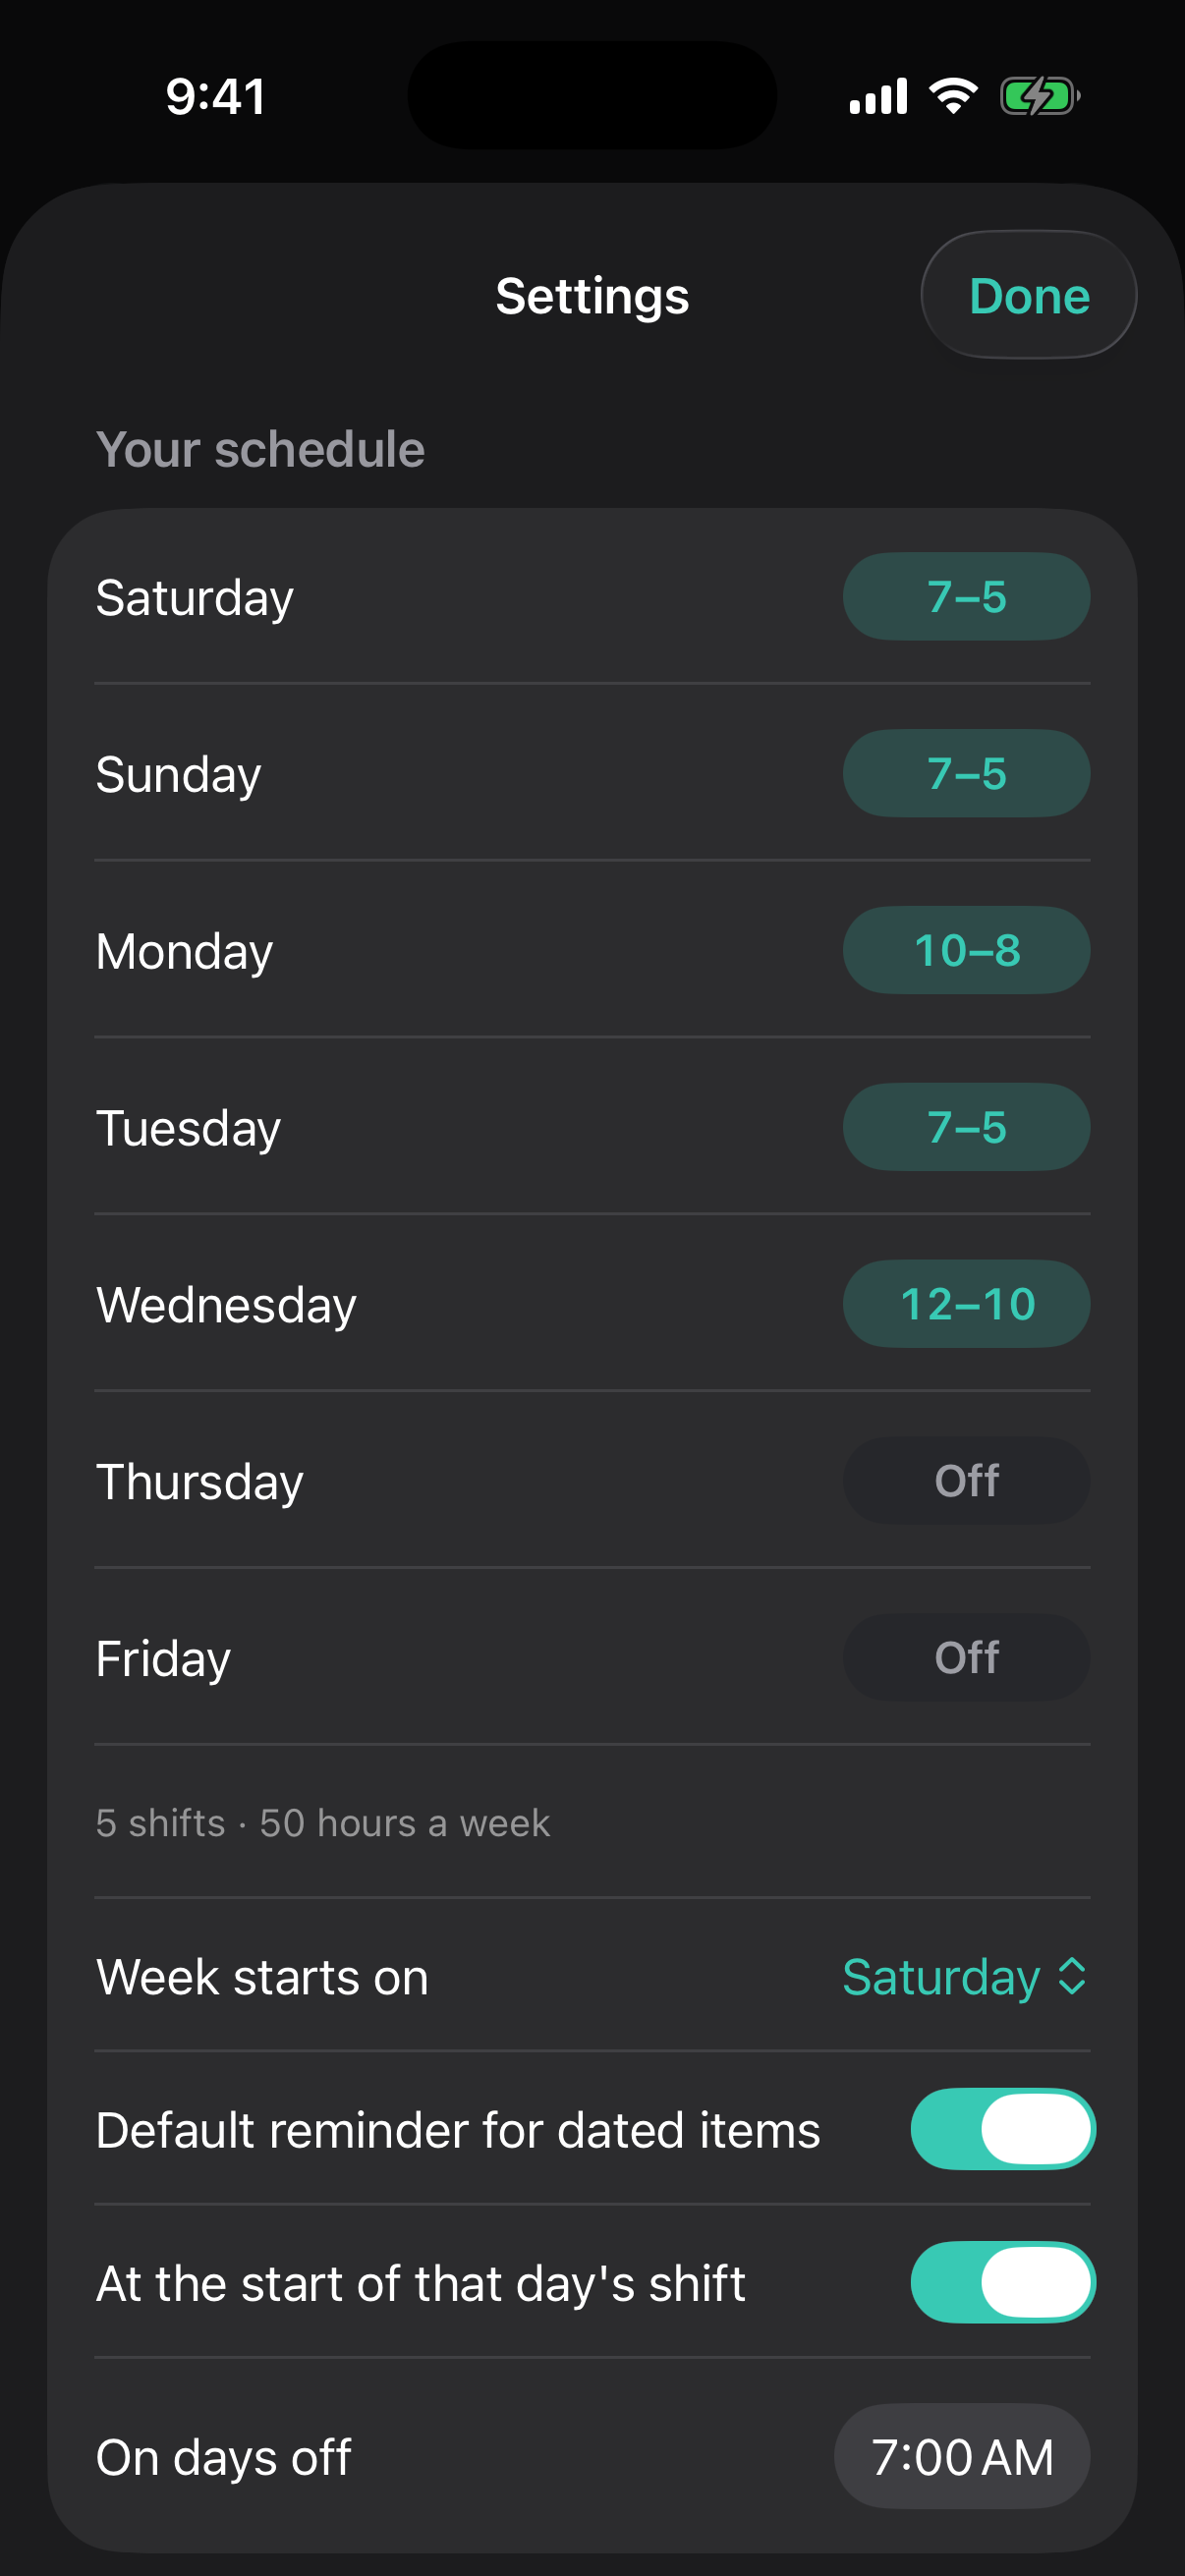 9:41
Settings
Done
Your schedule
Saturday
7–5
Sunday
7–5
Monday
10–8
Tuesday
7–5
Wednesday
12–10
Thursday
Off
Friday
Off
5 shifts · 50 hours a week
Week starts on
Saturday
Default reminder for dated items
At the start of that day's shift
On days off
7:00 AM